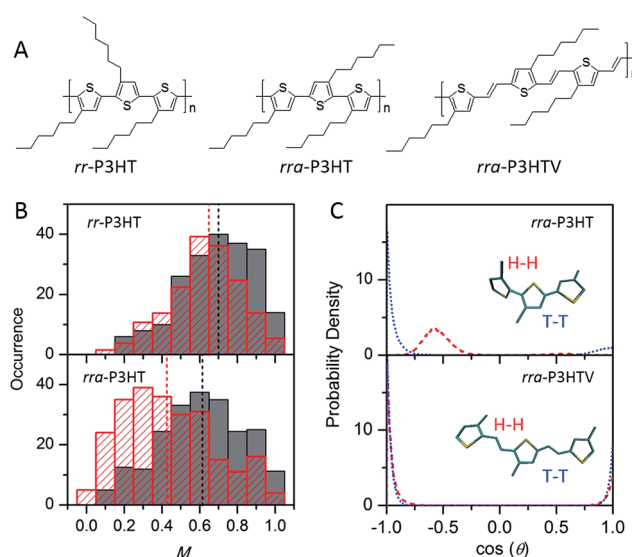 A
S
S
S
n
rr-P3HT
S
S
S
n
rra-P3HT
S
S
S
n
rra-P3HTV
B
rr-P3HT
40
20
0
rra-P3HT
40
20
0
0.0 0.2 0.4 0.6 0.8 1.0
M
Occurrence
C
rra-P3HT
H-H
T-T
10
0
rra-P3HTV
H-H
T-T
10
0
-1.0 -0.5 0.0 0.5 1.0
cos (θ)
Probability Density